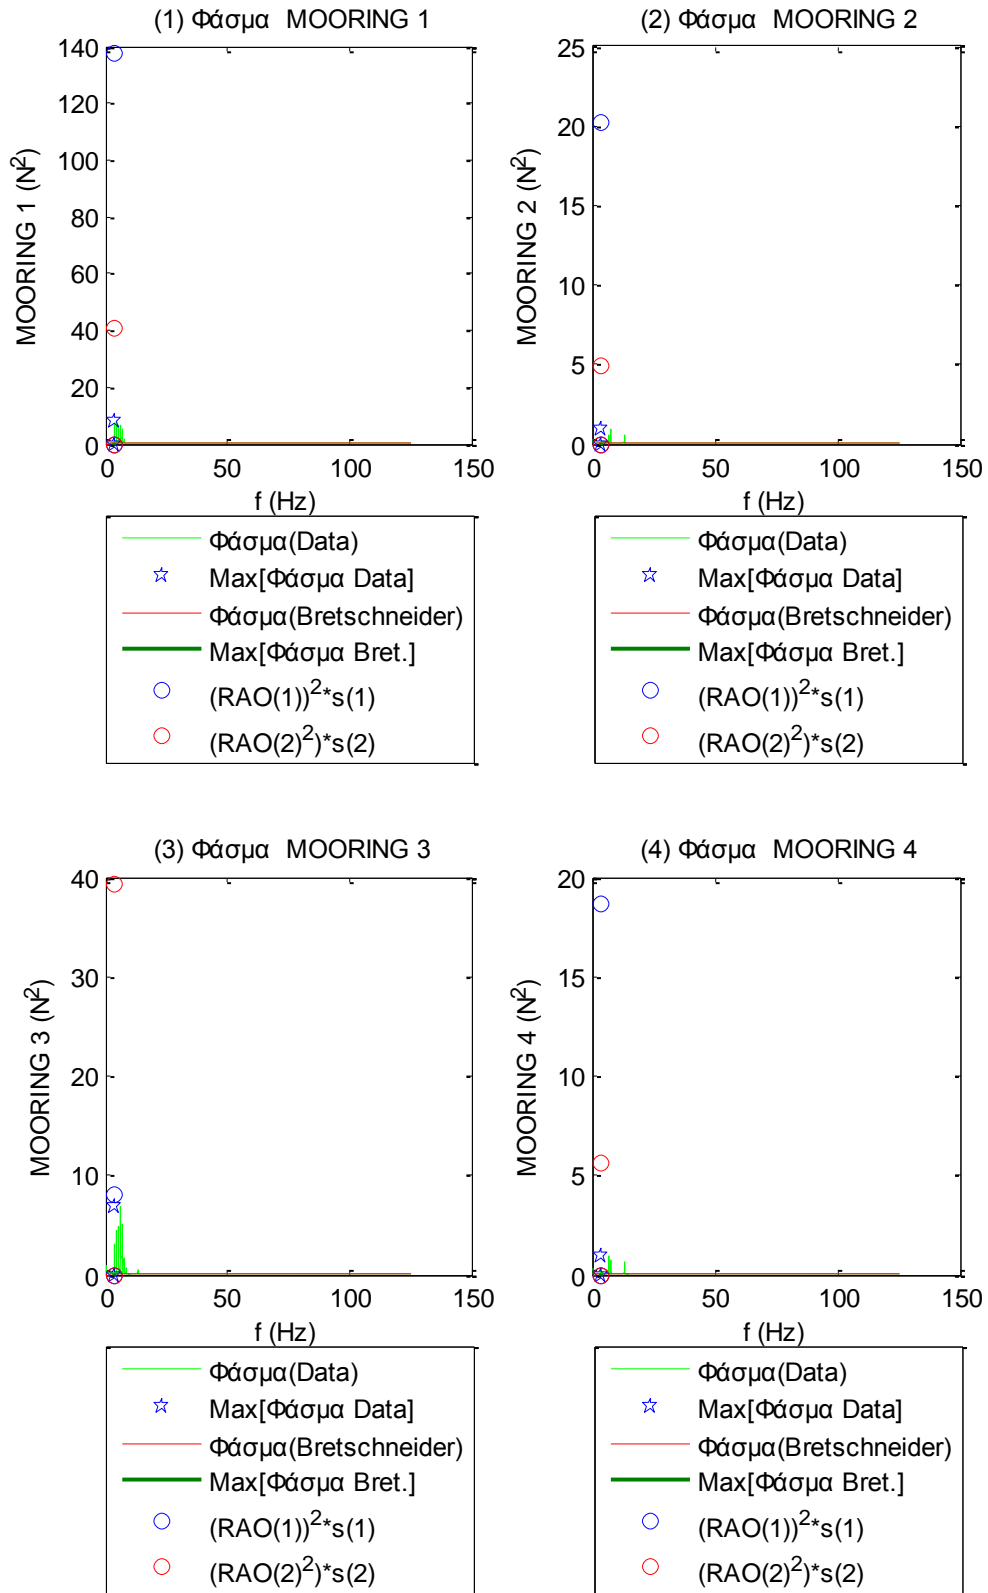 (1) Φάσμα  MOORING 1
140
120
100
80
60
40
20
0
MOORING 1 (N²)
0 50 100 150
f (Hz)
Φάσμα(Data)
Max[Φάσμα Data]
Φάσμα(Bretschneider)
Max[Φάσμα Bret.]
(RAO(1))²*s(1)
(RAO(2)²)*s(2)
(2) Φάσμα  MOORING 2
25
20
15
10
5
0
MOORING 2 (N²)
0 50 100 150
f (Hz)
Φάσμα(Data)
Max[Φάσμα Data]
Φάσμα(Bretschneider)
Max[Φάσμα Bret.]
(RAO(1))²*s(1)
(RAO(2)²)*s(2)
(3) Φάσμα  MOORING 3
40
30
20
10
0
MOORING 3 (N²)
0 50 100 150
f (Hz)
Φάσμα(Data)
Max[Φάσμα Data]
Φάσμα(Bretschneider)
Max[Φάσμα Bret.]
(RAO(1))²*s(1)
(RAO(2)²)*s(2)
(4) Φάσμα  MOORING 4
20
15
10
5
0
MOORING 4 (N²)
0 50 100 150
f (Hz)
Φάσμα(Data)
Max[Φάσμα Data]
Φάσμα(Bretschneider)
Max[Φάσμα Bret.]
(RAO(1))²*s(1)
(RAO(2)²)*s(2)